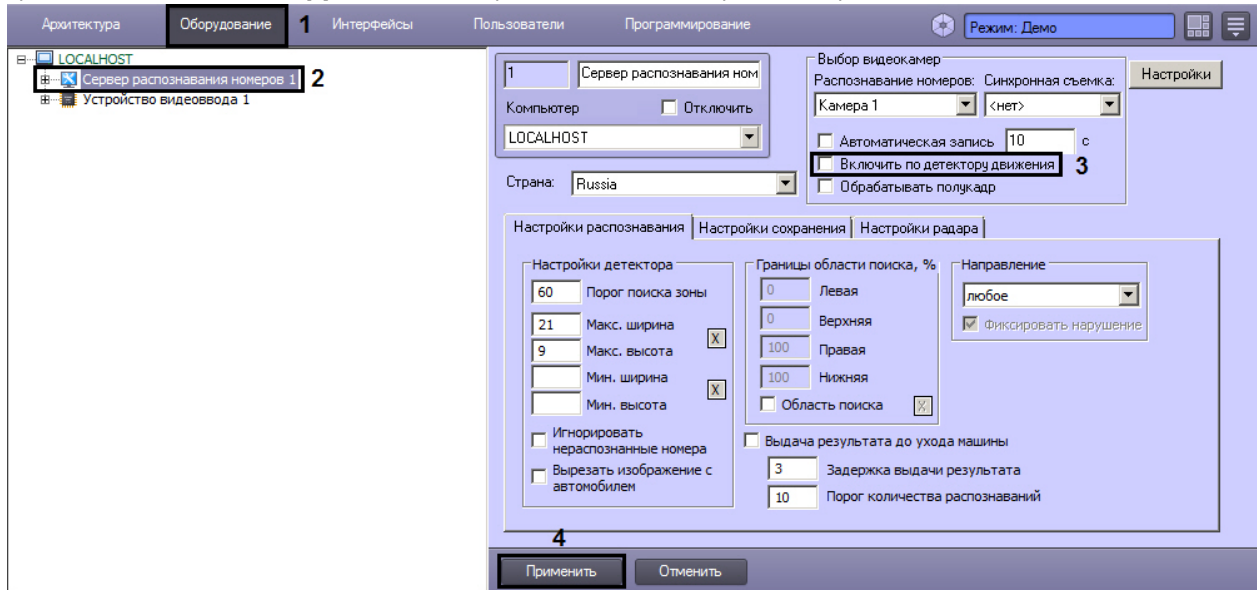 Архитектура Оборудование 1 Интерфейсы Пользователи Программирование Режим: Демо
LOCALHOST
Сервер распознавания номеров 1 2
Устройство видеоввода 1
1 Сервер распознавания ном
Компьютер Отключить
LOCALHOST
Страна: Russia
Выбор видеокамер
Распознавание номеров: Синхронная съемка:
Камера 1 <нет>
Автоматическая запись 10 с
Включить по детектору движения 3
Обрабатывать полукадр
Настройки
Настройки распознавания Настройки сохранения Настройки радара
Настройки детектора
60 Порог поиска зоны
21 Макс. ширина
9 Макс. высота
X
Мин. ширина
Мин. высота
X
Игнорировать
нераспознанные номера
Вырезать изображение с
автомобилем
Границы области поиска, %
0 Левая
0 Верхняя
100 Правая
100 Нижняя
Область поиска X
Направление
любое
Фиксировать нарушение
Выдача результата до ухода машины
3 Задержка выдачи результата
10 Порог количества распознаваний
4
Применить Отменить